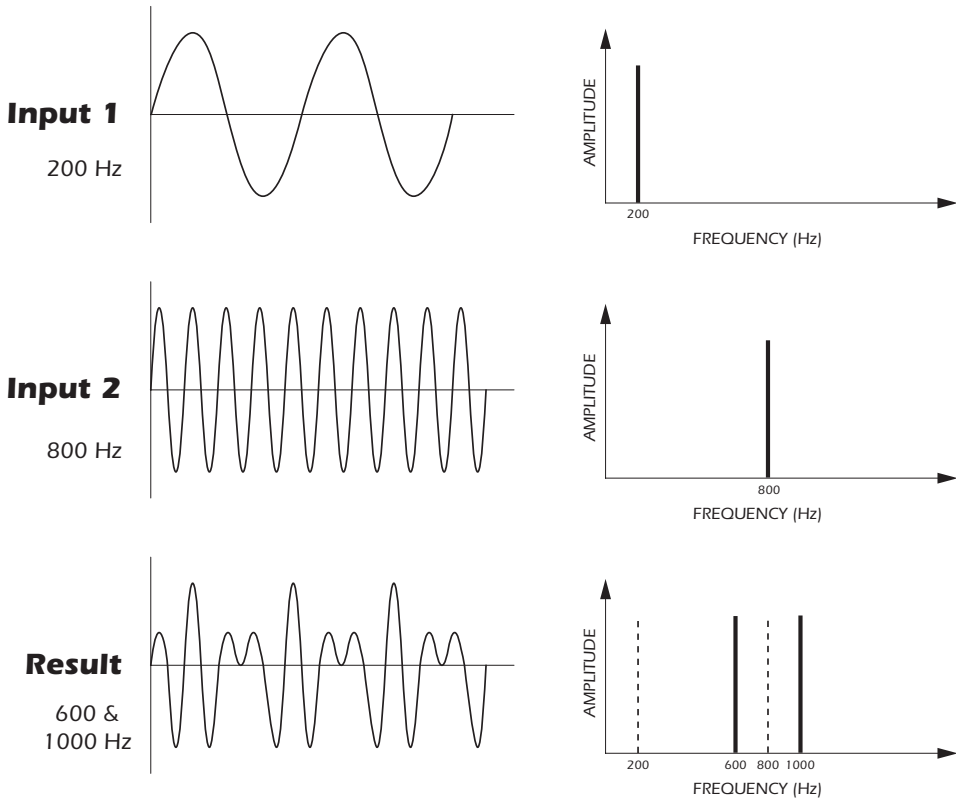 Input 1
200 Hz
AMPLITUDE
200
FREQUENCY (Hz)
Input 2
800 Hz
AMPLITUDE
800
FREQUENCY (Hz)
Result
600 &
1000 Hz
AMPLITUDE
200 600 800 1000
FREQUENCY (Hz)